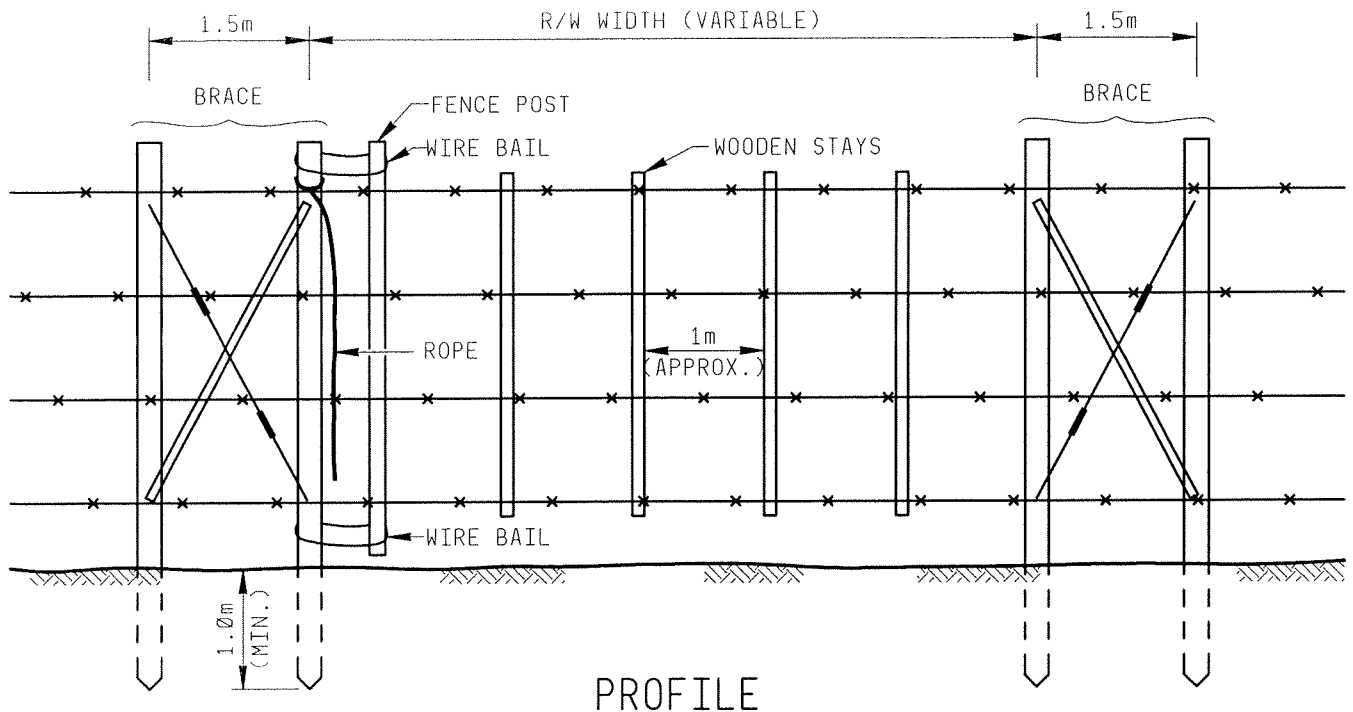 1.5m
R/W WIDTH (VARIABLE)
1.5m
BRACE
BRACE
FENCE POST
WIRE BAIL
WOODEN STAYS
ROPE
1m
(APPROX.)
WIRE BAIL
1.0m
(MIN.)
PROFILE